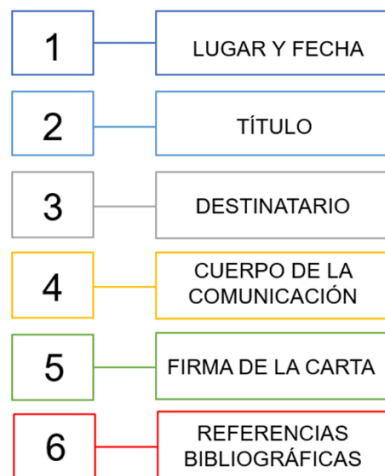 1
LUGAR Y FECHA
2
TÍTULO
3
DESTINATARIO
4
CUERPO DE LA
COMUNICACIÓN
5
FIRMA DE LA CARTA
6
REFERENCIAS
BIBLIOGRÁFICAS